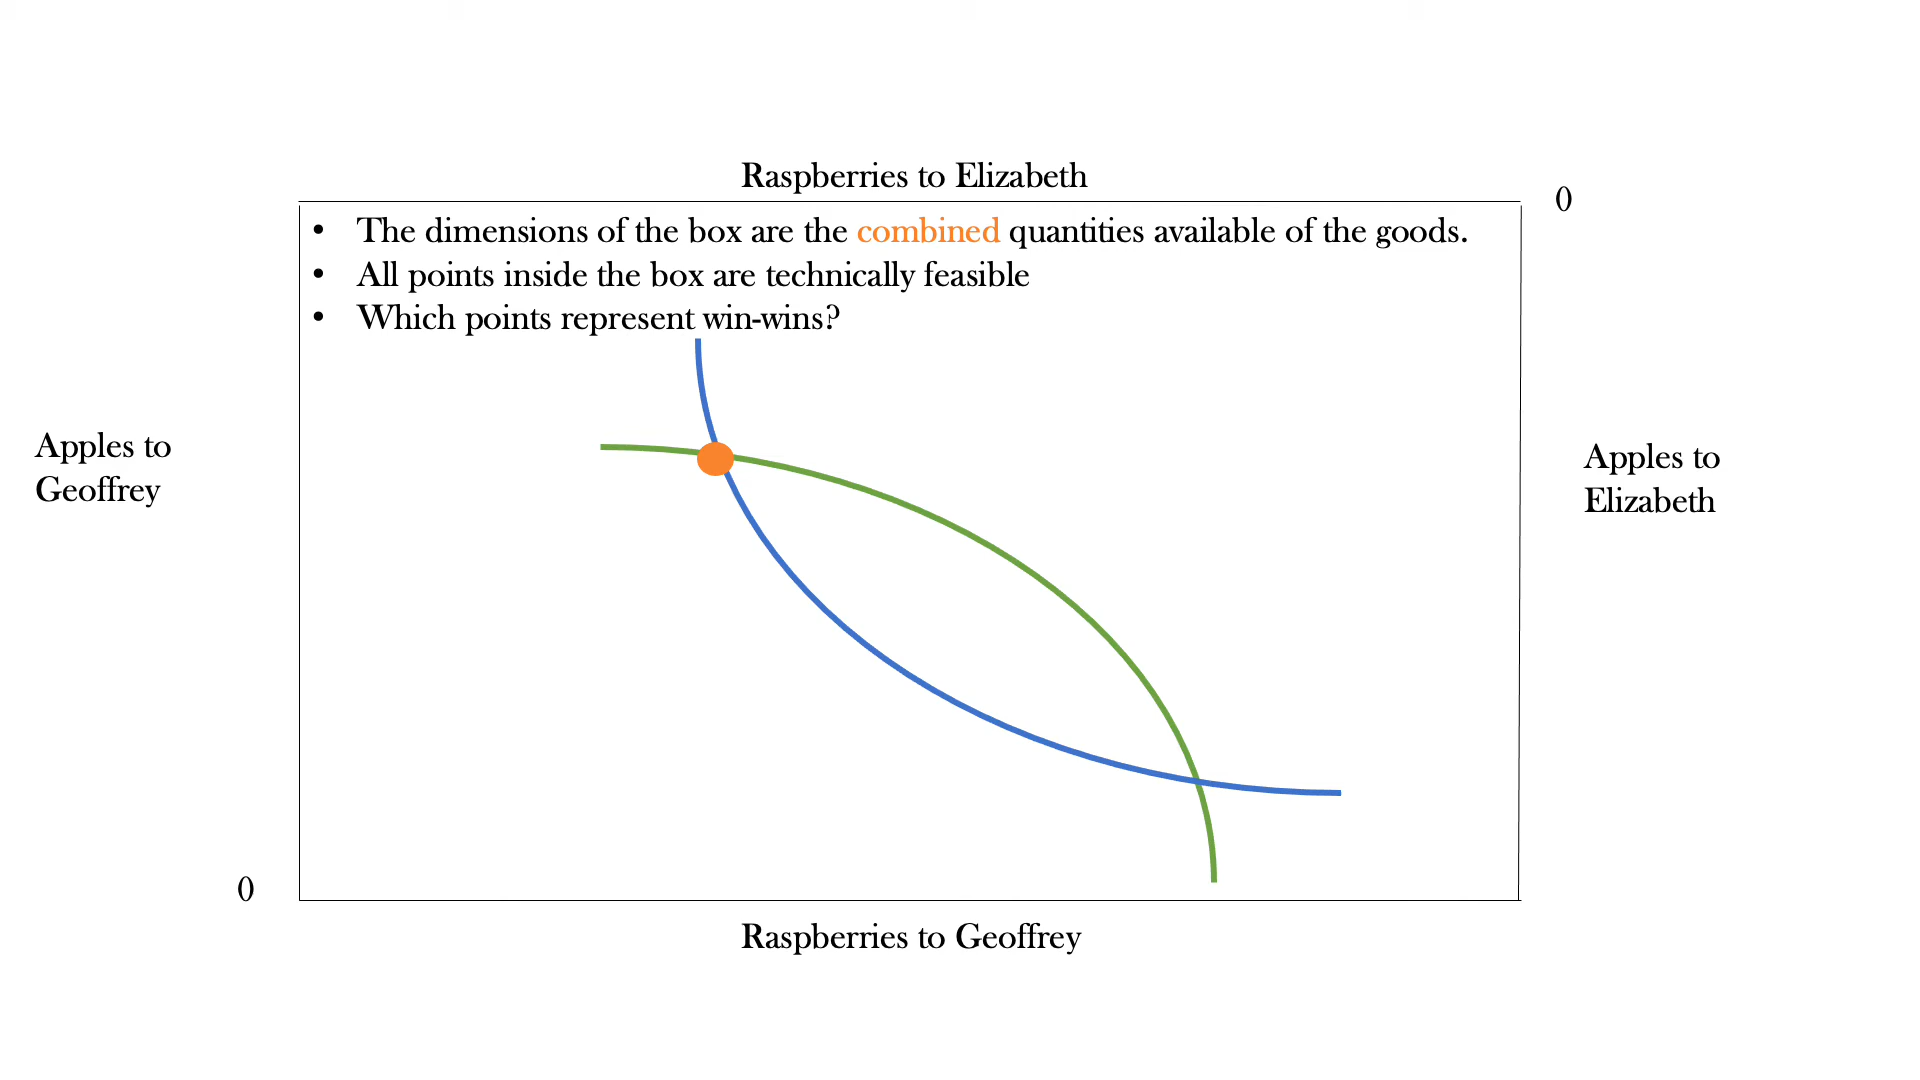 Raspberries to Elizabeth
0
• The dimensions of the box are the combined quantities available of the goods.
• All points inside the box are technically feasible
• Which points represent win-wins?
Apples to
Geoffrey
Apples to
Elizabeth
0
Raspberries to Geoffrey